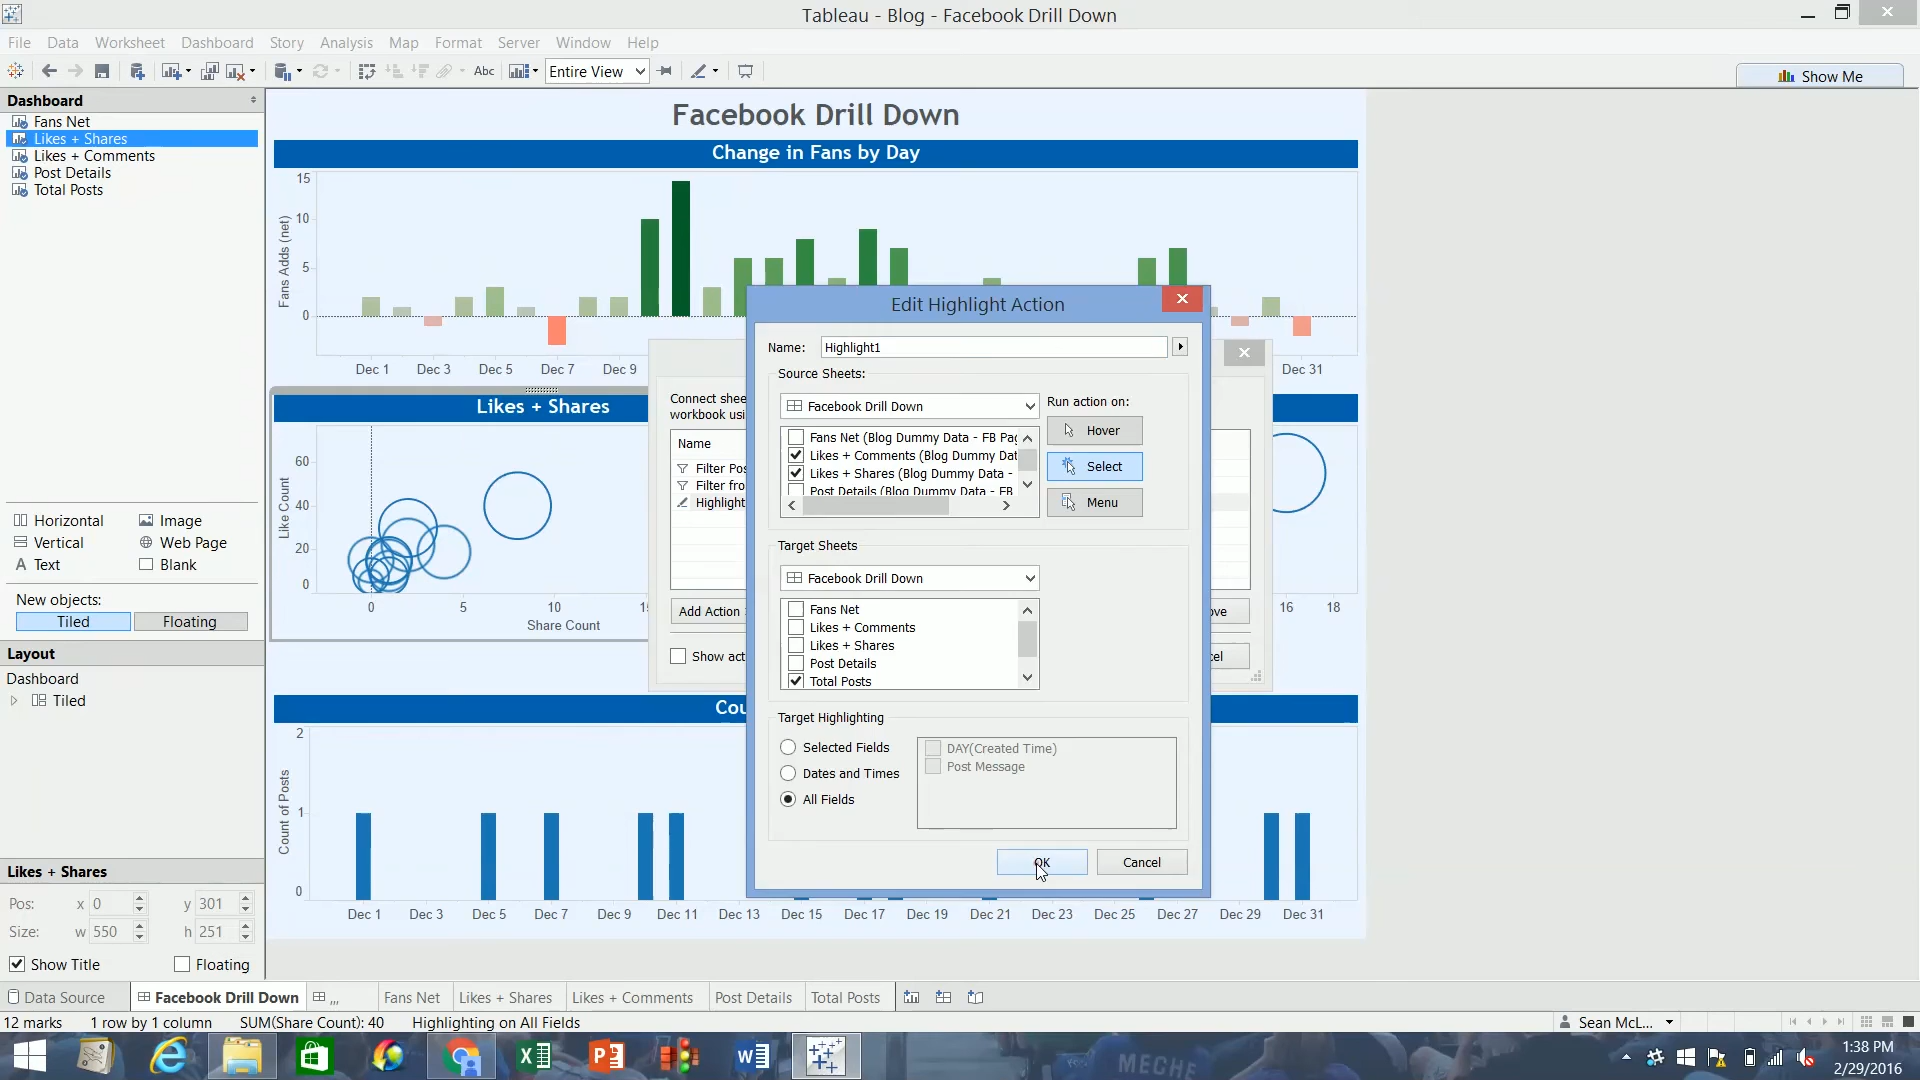 Tableau - Blog - Facebook Drill Down
File Data Worksheet Dashboard Story Analysis Map Format Server Window Help
Abc Entire View Show Me
Dashboard
Fans Net
Likes + Shares
Likes + Comments
Post Details
Total Posts
Horizontal Image
Vertical Web Page
A Text Blank
New objects:
Tiled Floating
Layout
Dashboard
Tiled
Likes + Shares
Pos: x 0 y 301
Size: w 550 h 251
Show Title Floating
Facebook Drill Down
Change in Fans by Day
Fans Adds (net)
15
10
5
0
Dec 1 Dec 3 Dec 5 Dec 7 Dec 9 Dec 31
Likes + Shares
Like Count
60
40
20
0
0 5 10 16 18
Share Count
Count of Posts
2
1
0
Dec 1 Dec 3 Dec 5 Dec 7 Dec 9 Dec 11 Dec 13 Dec 15 Dec 17 Dec 19 Dec 21 Dec 23 Dec 25 Dec 27 Dec 29 Dec 31
Connect shee
workbook usi
Name
Filter Pos
Filter fro
Highlight
Add Action
Show act
Edit Highlight Action
Name: Highlight1
Source Sheets:
Facebook Drill Down
Run action on:
Fans Net (Blog Dummy Data - FB Pag
Likes + Comments (Blog Dummy Dat
Likes + Shares (Blog Dummy Data -
Post Details (Blog Dummy Data - FB
Hover
Select
Menu
Target Sheets
Facebook Drill Down
Fans Net
Likes + Comments
Likes + Shares
Post Details
Total Posts
Target Highlighting
Selected Fields
Dates and Times
All Fields
DAY(Created Time)
Post Message
OK Cancel
Data Source Facebook Drill Down ,,, Fans Net Likes + Shares Likes + Comments Post Details Total Posts
12 marks 1 row by 1 column SUM(Share Count): 40 Highlighting on All Fields Sean McL...
MECHE
1:38 PM
2/29/2016